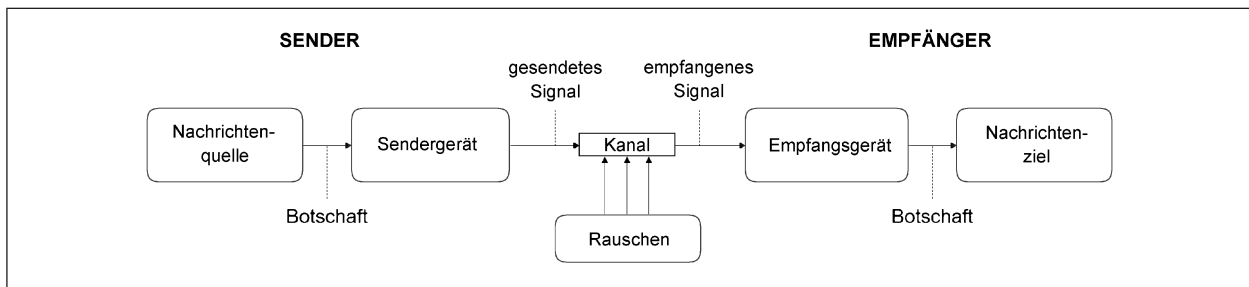 SENDER
EMPFÄNGER
gesendetes
Signal
empfangenes
Signal
Nachrichten-
quelle
Sendergerät
Kanal
Empfangsgerät
Nachrichten-
ziel
Botschaft
Botschaft
Rauschen